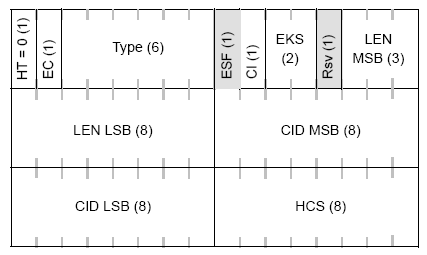 HT = 0 (1)
EC (1)
Type (6)
ESF (1)
CI (1)
EKS
(2)
Rsv (1)
LEN
MSB (3)
LEN LSB (8)
CID MSB (8)
CID LSB (8)
HCS (8)